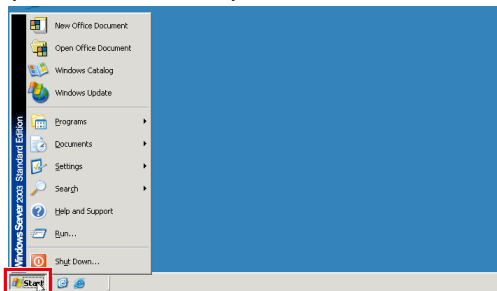 New Office Document
Open Office Document
Windows Catalog
Windows Update
Programs
Documents
Settings
Search
Help and Support
Run...
Shut Down...
Windows Server 2003 Standard Edition
Start